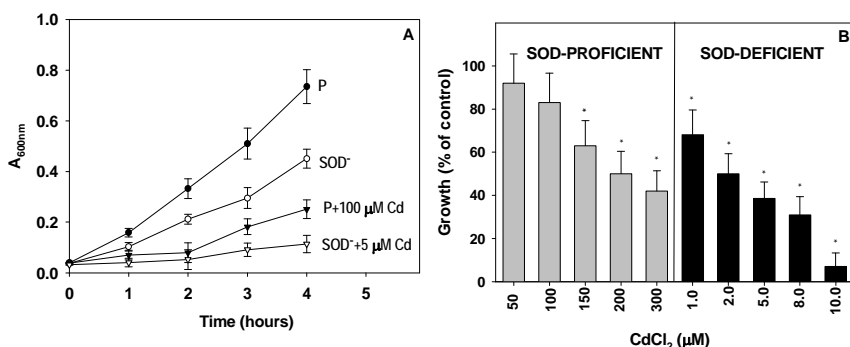 A
1.0
0.8
0.6
0.4
0.2
0.0
A600nm
P
SOD⁻
P+100 μM Cd
SOD⁻+5 μM Cd
0 1 2 3 4 5
Time (hours)
B
SOD-PROFICIENT SOD-DEFICIENT
100
80
60
40
20
0
Growth (% of control)
* * * * * * * *
50 100 150 200 300 1.0 2.0 5.0 8.0 10.0
CdCl₂ (μM)